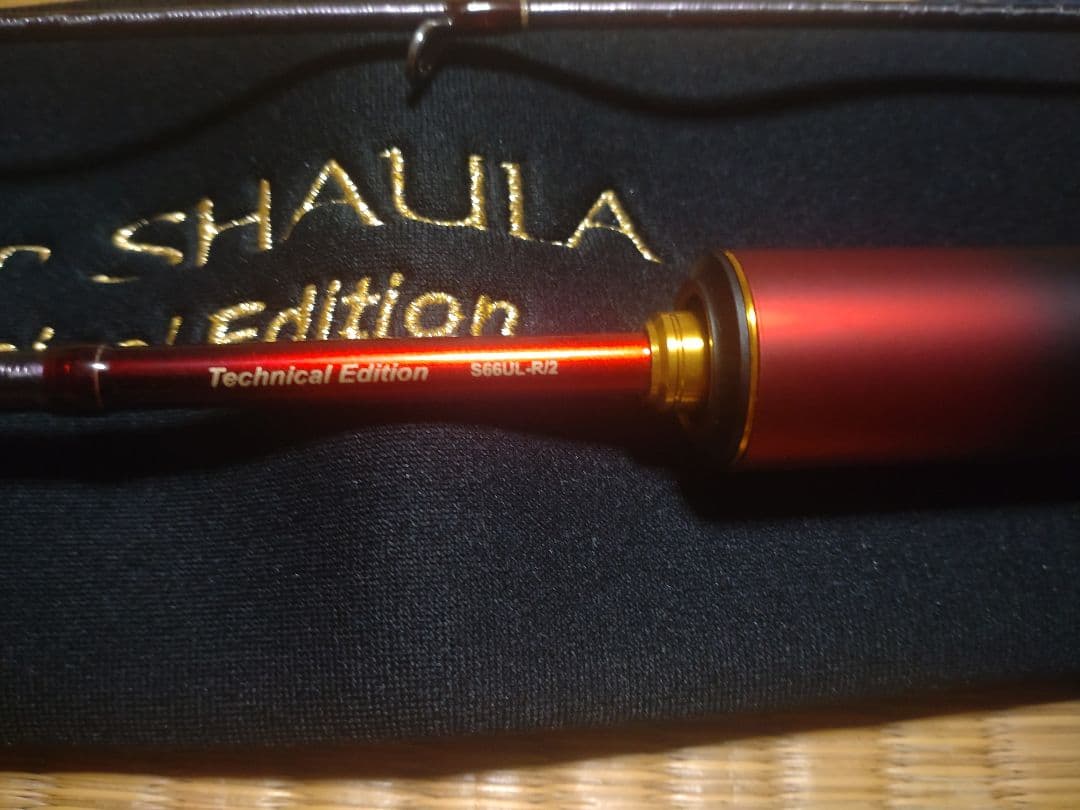 SHAULA
Edition
Technical Edition S66UL-R/2